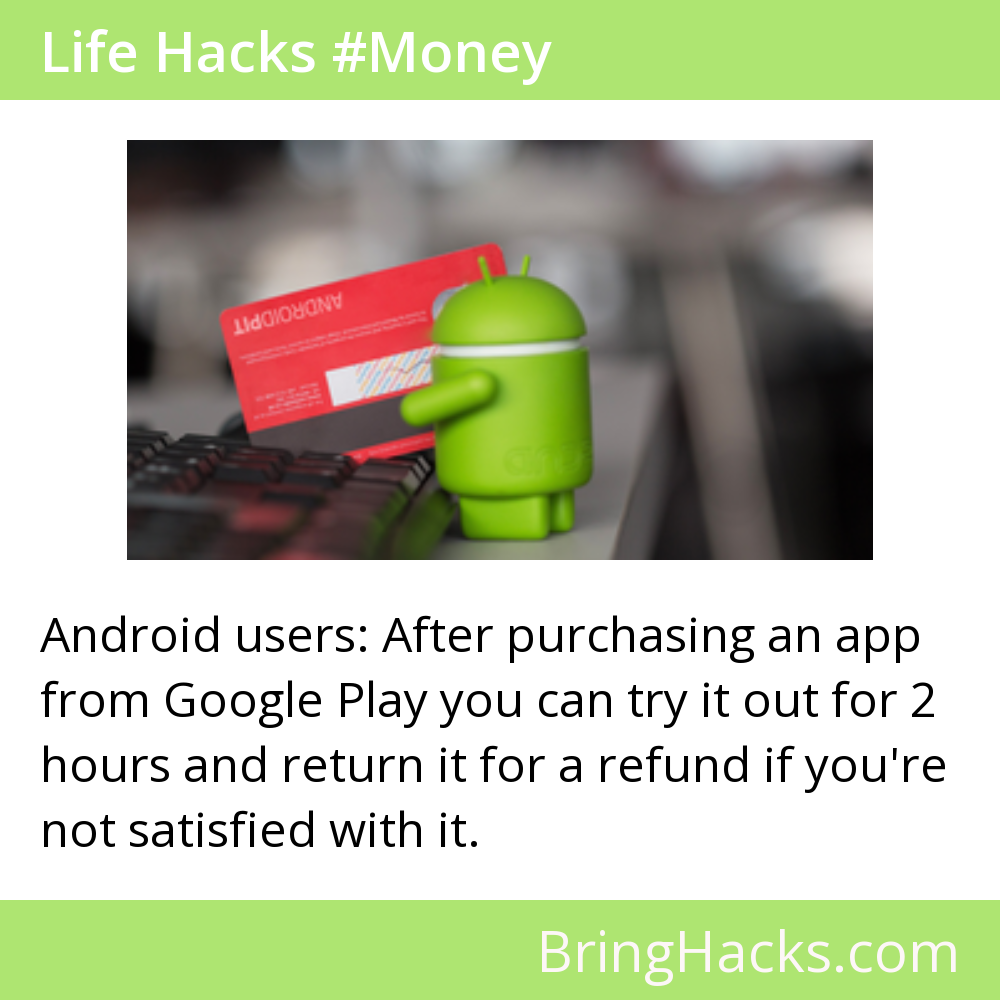 Life Hacks #Money
ANDROIDPIT
Android users: After purchasing an app
from Google Play you can try it out for 2
hours and return it for a refund if you're
not satisfied with it.
BringHacks.com